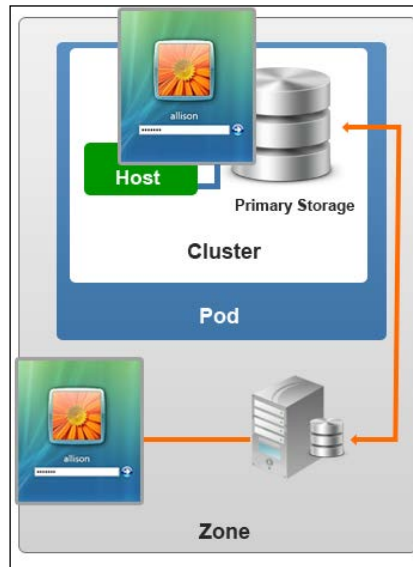 allison
Host
Primary Storage
Cluster
Pod
allison
Zone